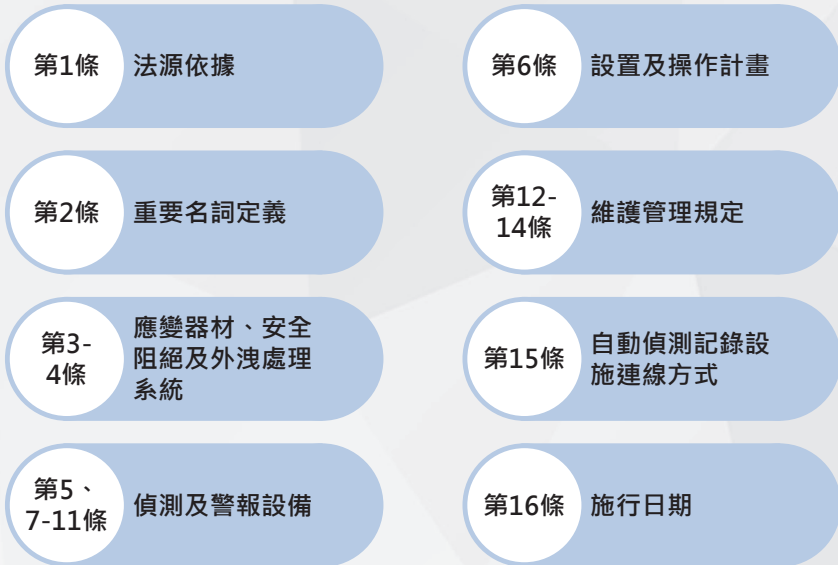 第1條
法源依據
第2條
重要名詞定義
第3-
4條
應變器材、安全
阻絕及外洩處理
系統
第5、
7-11條
偵測及警報設備
第6條
設置及操作計畫
第12-
14條
維護管理規定
第15條
自動偵測記錄設
施連線方式
第16條
施行日期